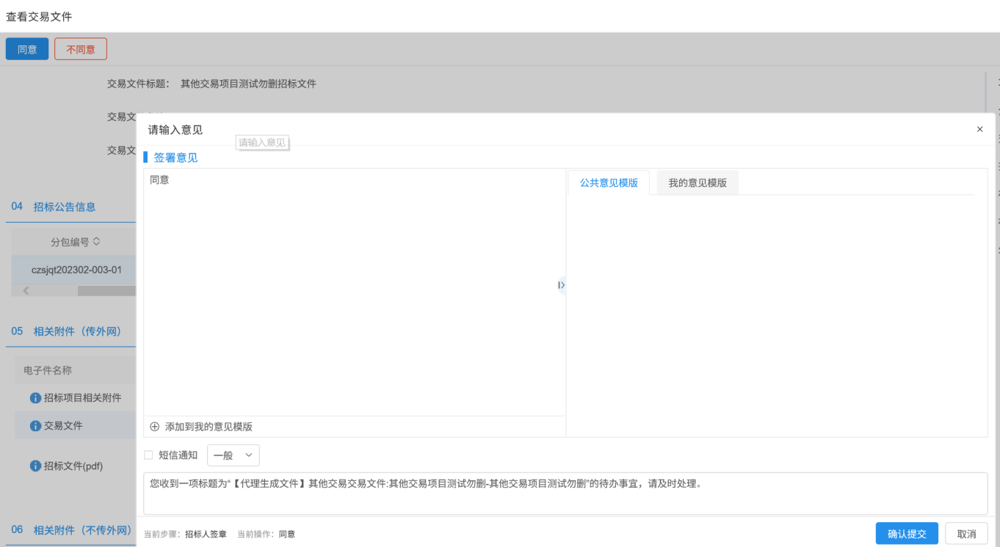 查看交易文件
同意 不同意
交易文件标题： 其他交易项目测试勿删招标文件
交易文
请输入意见 ×
请输入意见
交易文
签署意见
同意
公共意见模版 我的意见模版
04 招标公告信息
分包编号
czsjqt202302-003-01
05 相关附件（传外网）
电子件名称
招标项目相关附件
交易文件
添加到我的意见模版
短信通知 一般
招标文件(pdf)
您收到一项标题为“【代理生成文件】其他交易交易文件:其他交易项目测试勿删-其他交易项目测试勿删”的待办事宜，请及时处理。
06 相关附件（不传外网）
当前步骤：招标人签章 当前操作：同意
确认提交 取消